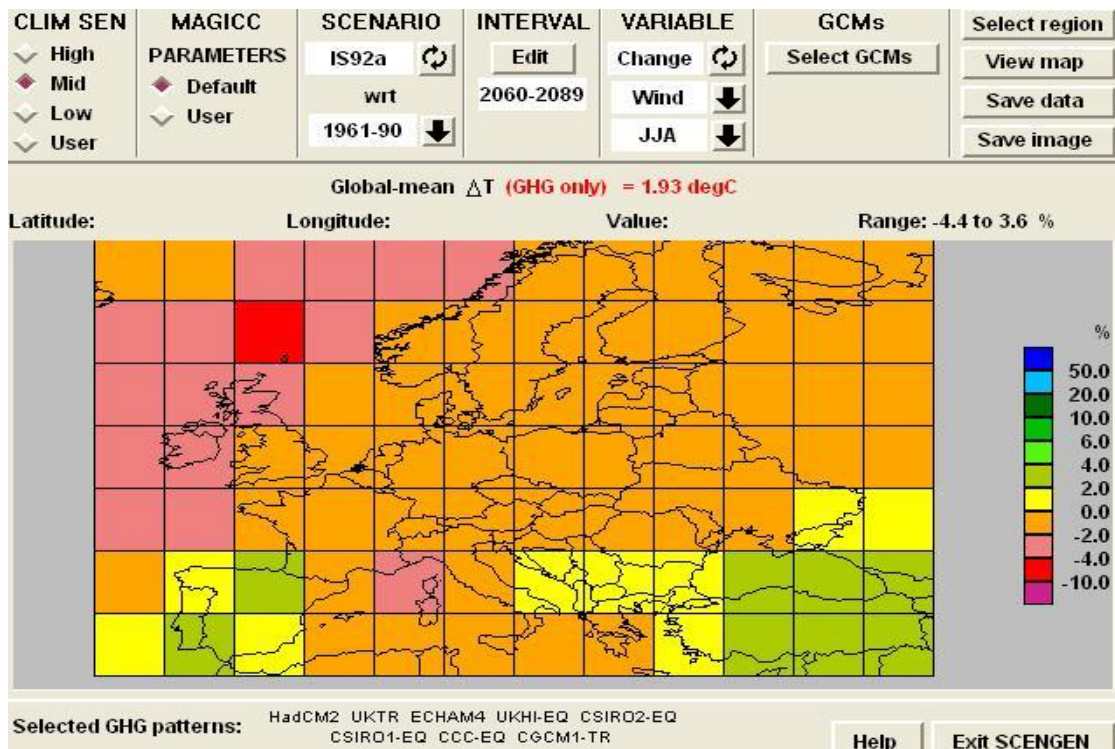 CLIM SEN MAGICC SCENARIO INTERVAL VARIABLE GCMs Select region
High PARAMETERS IS92a Edit Change Select GCMs View map
Mid Default wrt 2060-2089 Wind Save data
Low User 1961-90 JJA Save image
User
Global-mean ΔT (GHG only) = 1.93 degC
Latitude: Longitude: Value: Range: -4.4 to 3.6 %
%
50.0
20.0
10.0
6.0
4.0
2.0
0.0
-2.0
-4.0
-10.0
Selected GHG patterns: HadCM2 UKTR ECHAM4 UKHI-EQ CSIRO2-EQ
CSIRO1-EQ CCC-EQ CGCM1-TR
Help Exit SCENGEN